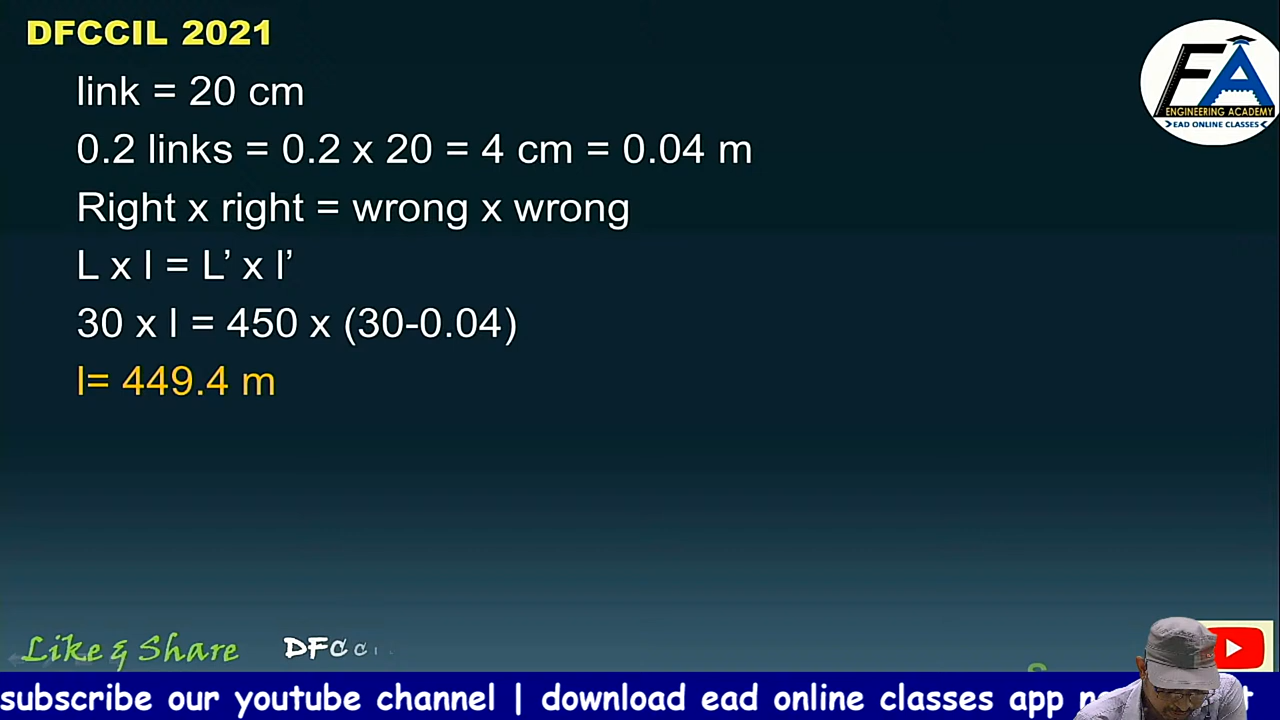 DFCCIL 2021
link = 20 cm
0.2 links = 0.2 x 20 = 4 cm = 0.04 m
Right x right = wrong x wrong
L x l = L’ x l’
30 x l = 450 x (30-0.04)
l= 449.4 m
EA
ENGINEERING ACADEMY
EAD ONLINE CLASSES
Like & Share DFCC
subscribe our youtube channel | download ead online classes app